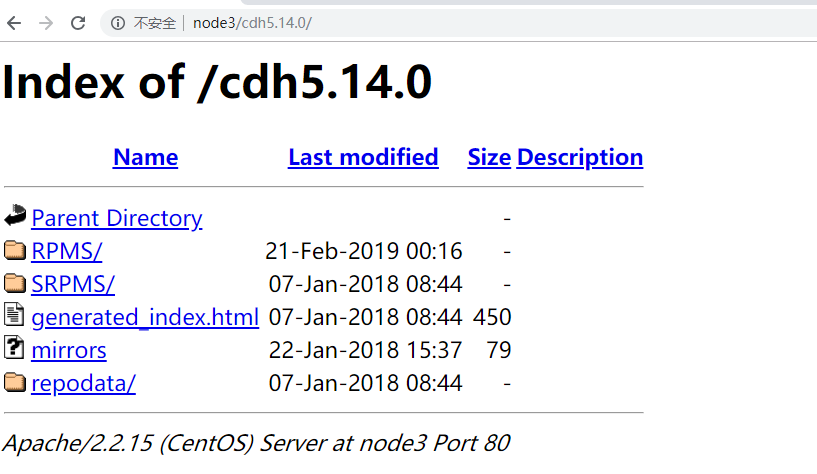 不安全 | node3/cdh5.14.0/
Index of /cdh5.14.0
Name Last modified Size Description
Parent Directory -
RPMS/ 21-Feb-2019 00:16 -
SRPMS/ 07-Jan-2018 08:44 -
generated_index.html 07-Jan-2018 08:44 450
mirrors 22-Jan-2018 15:37 79
repodata/ 07-Jan-2018 08:44 -
Apache/2.2.15 (CentOS) Server at node3 Port 80